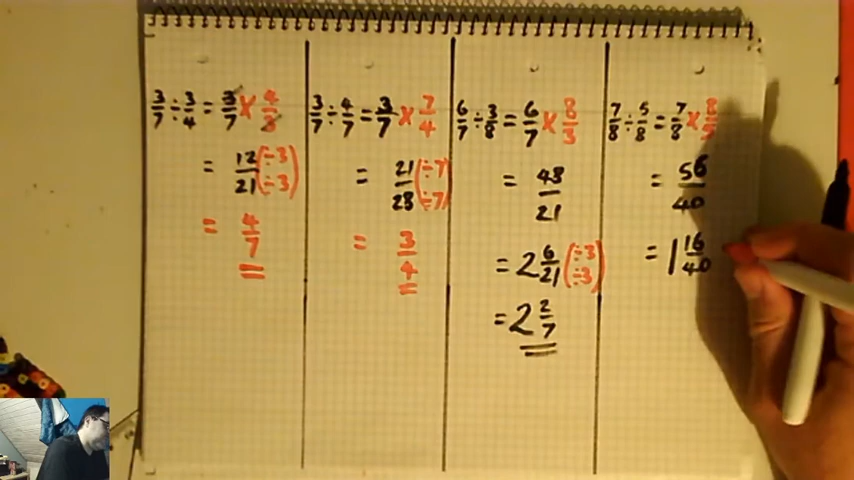 3/7 ÷ 3/4 = 3/7 × 4/3
= 12/21 (÷3/÷3)
= 4/7
3/7 ÷ 4/7 = 3/7 × 7/4
= 21/28 (÷7/÷7)
= 3/4
6/7 ÷ 3/8 = 6/7 × 8/3
= 48/21
= 2 6/21 (÷3/÷3)
= 2 2/7
7/8 ÷ 5/8 = 7/8 × 8/5
= 56/40
= 1 16/40